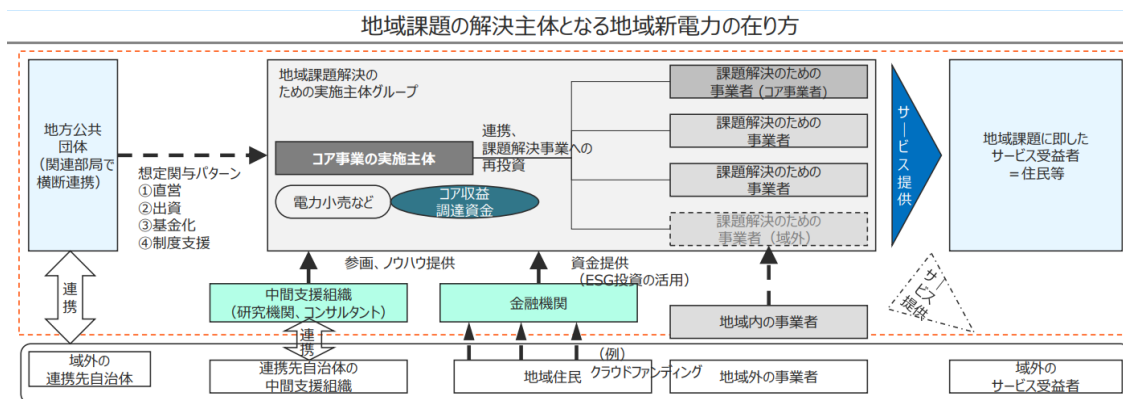 地域課題の解決主体となる地域新電力の在り方
地方公共
団体
(関連部局で
横断連携)
想定関与パターン
①直営
②出資
③基金化
④制度支援
地域課題解決の
ための実施主体グループ
コア事業の実施主体
電力小売など
コア収益
調達資金
連携、
課題解決事業への
再投資
課題解決のための
事業者(コア事業者)
課題解決のための
事業者
課題解決のための
事業者
課題解決のための
事業者(域外)
サービス提供
地域課題に即した
サービス受益者
=住民等
連携
参画、ノウハウ提供
中間支援組織
(研究機関、コンサルタント)
連携
資金提供
(ESG投資の活用)
金融機関
地域内の事業者
サービス
提供
域外の
連携先自治体
連携先自治体の
中間支援組織
地域住民
(例)
クラウドファンディング
地域外の事業者
域外の
サービス受益者